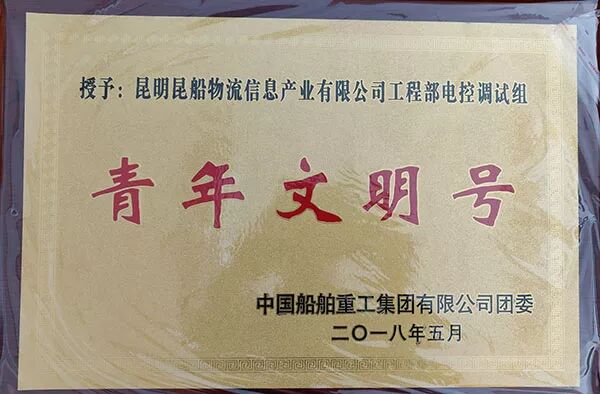 授予：昆明昆船物流信息产业有限公司工程部电控调试组
青年文明号
中国船舶重工集团有限公司团委
二〇一八年五月